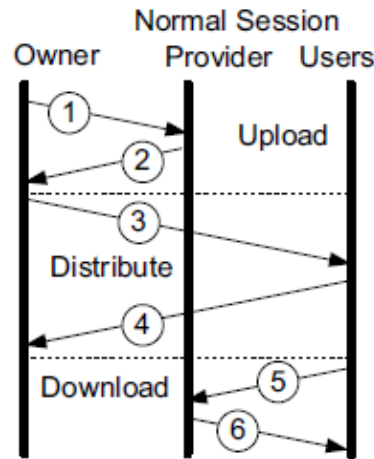 Normal Session
Owner Provider Users
1
Upload
2
3
Distribute
4
Download
5
6